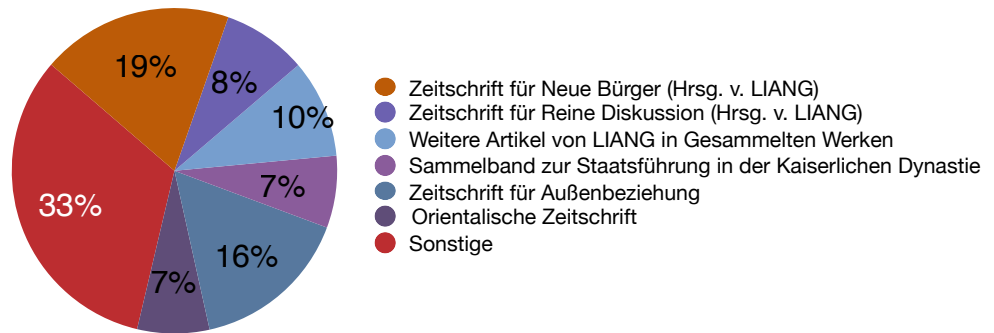 19%
8%
10%
7%
16%
7%
33%
Zeitschrift für Neue Bürger (Hrsg. v. LIANG)
Zeitschrift für Reine Diskussion (Hrsg. v. LIANG)
Weitere Artikel von LIANG in Gesammelten Werken
Sammelband zur Staatsführung in der Kaiserlichen Dynastie
Zeitschrift für Außenbeziehung
Orientalische Zeitschrift
Sonstige